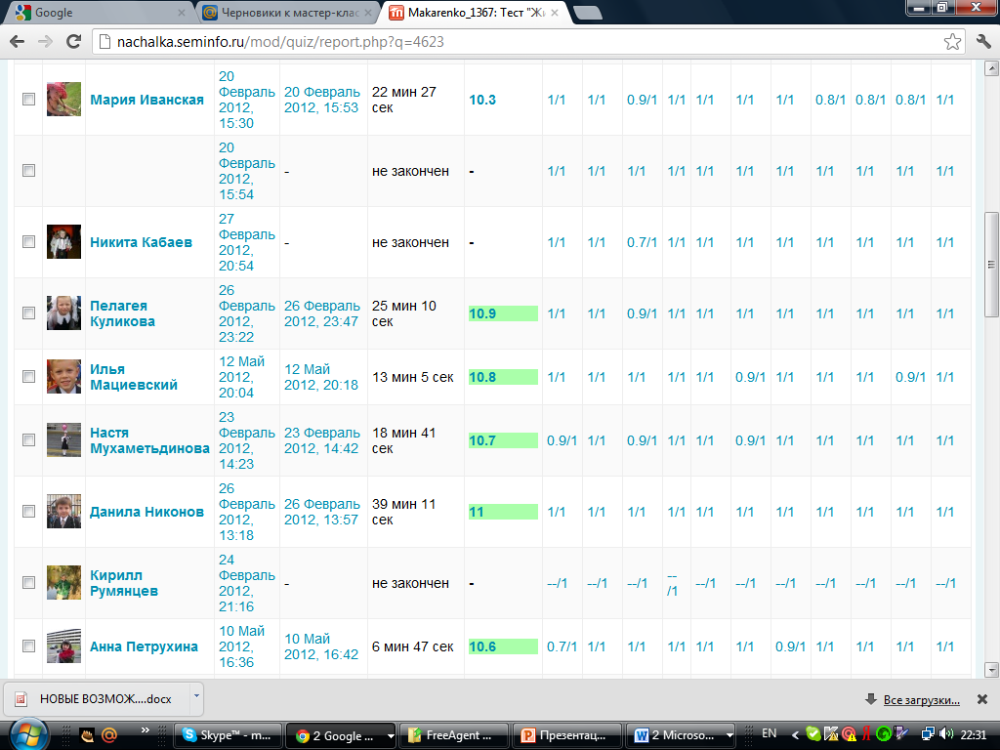 Google
Черновики к мастер-клас
Makarenko_1367: Тест "Жи
nachalka.seminfo.ru/mod/quiz/report.php?q=4623
Мария Иванская 20 Февраль 2012, 15:30 20 Февраль 2012, 15:53 22 мин 27 сек 10.3 1/1 1/1 0.9/1 1/1 1/1 1/1 1/1 0.8/1 0.8/1 0.8/1 1/1
20 Февраль 2012, 15:54 - не закончен - 1/1 1/1 1/1 1/1 1/1 1/1 1/1 1/1 1/1 1/1 1/1
Никита Кабаев 27 Февраль 2012, 20:54 - не закончен - 1/1 1/1 0.7/1 1/1 1/1 1/1 1/1 1/1 1/1 1/1 1/1
Пелагея Куликова 26 Февраль 2012, 23:22 26 Февраль 2012, 23:47 25 мин 10 сек 10.9 1/1 1/1 0.9/1 1/1 1/1 1/1 1/1 1/1 1/1 1/1 1/1
Илья Мациевский 12 Май 2012, 20:04 12 Май 2012, 20:18 13 мин 5 сек 10.8 1/1 1/1 1/1 1/1 1/1 0.9/1 1/1 1/1 1/1 0.9/1 1/1
Настя Мухаметьдинова 23 Февраль 2012, 14:23 23 Февраль 2012, 14:42 18 мин 41 сек 10.7 0.9/1 1/1 0.9/1 1/1 1/1 0.9/1 1/1 1/1 1/1 1/1 1/1
Данила Никонов 26 Февраль 2012, 13:18 26 Февраль 2012, 13:57 39 мин 11 сек 11 1/1 1/1 1/1 1/1 1/1 1/1 1/1 1/1 1/1 1/1 1/1
Кирилл Румянцев 24 Февраль 2012, 21:16 - не закончен - --/1 --/1 --/1 --/1 --/1 --/1 --/1 --/1 --/1 --/1 --/1
Анна Петрухина 10 Май 2012, 16:36 10 Май 2012, 16:42 6 мин 47 сек 10.6 0.7/1 1/1 1/1 1/1 1/1 1/1 0.9/1 1/1 1/1 1/1 1/1
НОВЫЕ ВОЗМОЖ....docx
Все загрузки...
Skype™ - m...
2 Google ...
FreeAgent ...
Презентац...
2 Microso...
EN
22:31